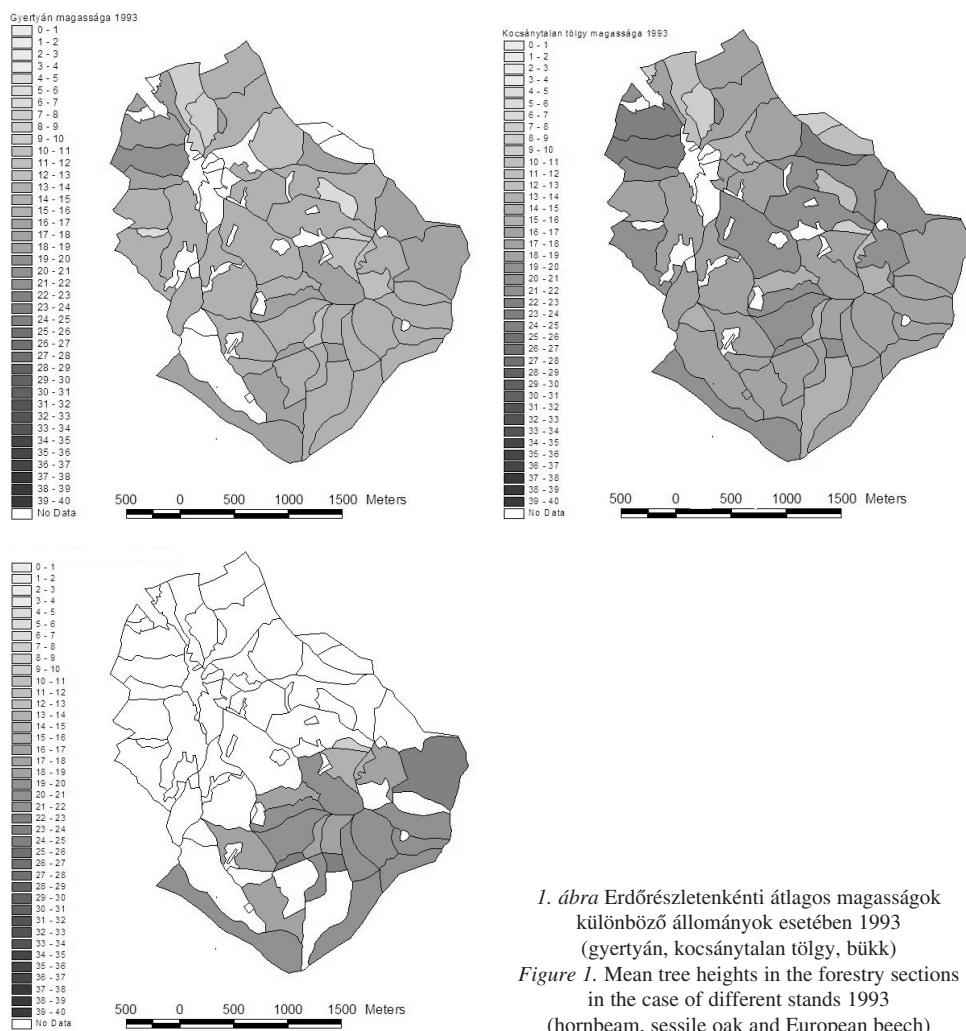 Gyertyán magassága 1993
0 - 1
1 - 2
2 - 3
3 - 4
4 - 5
5 - 6
6 - 7
7 - 8
8 - 9
9 - 10
10 - 11
11 - 12
12 - 13
13 - 14
14 - 15
15 - 16
16 - 17
17 - 18
18 - 19
19 - 20
20 - 21
21 - 22
22 - 23
23 - 24
24 - 25
25 - 26
26 - 27
27 - 28
28 - 29
29 - 30
30 - 31
31 - 32
32 - 33
33 - 34
34 - 35
35 - 36
36 - 37
37 - 38
38 - 39
39 - 40
No Data
500 0 500 1000 1500 Meters
Kocsánytalan tölgy magassága 1993
0 - 1
1 - 2
2 - 3
3 - 4
4 - 5
5 - 6
6 - 7
7 - 8
8 - 9
9 - 10
10 - 11
11 - 12
12 - 13
13 - 14
14 - 15
15 - 16
16 - 17
17 - 18
18 - 19
19 - 20
20 - 21
21 - 22
22 - 23
23 - 24
24 - 25
25 - 26
26 - 27
27 - 28
28 - 29
29 - 30
30 - 31
31 - 32
32 - 33
33 - 34
34 - 35
35 - 36
36 - 37
37 - 38
38 - 39
39 - 40
No Data
500 0 500 1000 1500 Meters
0 - 1
1 - 2
2 - 3
3 - 4
4 - 5
5 - 6
6 - 7
7 - 8
8 - 9
9 - 10
10 - 11
11 - 12
12 - 13
13 - 14
14 - 15
15 - 16
16 - 17
17 - 18
18 - 19
19 - 20
20 - 21
21 - 22
22 - 23
23 - 24
24 - 25
25 - 26
26 - 27
27 - 28
28 - 29
29 - 30
30 - 31
31 - 32
32 - 33
33 - 34
34 - 35
35 - 36
36 - 37
37 - 38
38 - 39
39 - 40
No Data
500 0 500 1000 1500 Meters
1. ábra Erdőrészletenkénti átlagos magasságok
különböző állományok esetében 1993
(gyertyán, kocsánytalan tölgy, bükk)
Figure 1. Mean tree heights in the forestry sections
in the case of different stands 1993
(hornbeam, sessile oak and European beech)